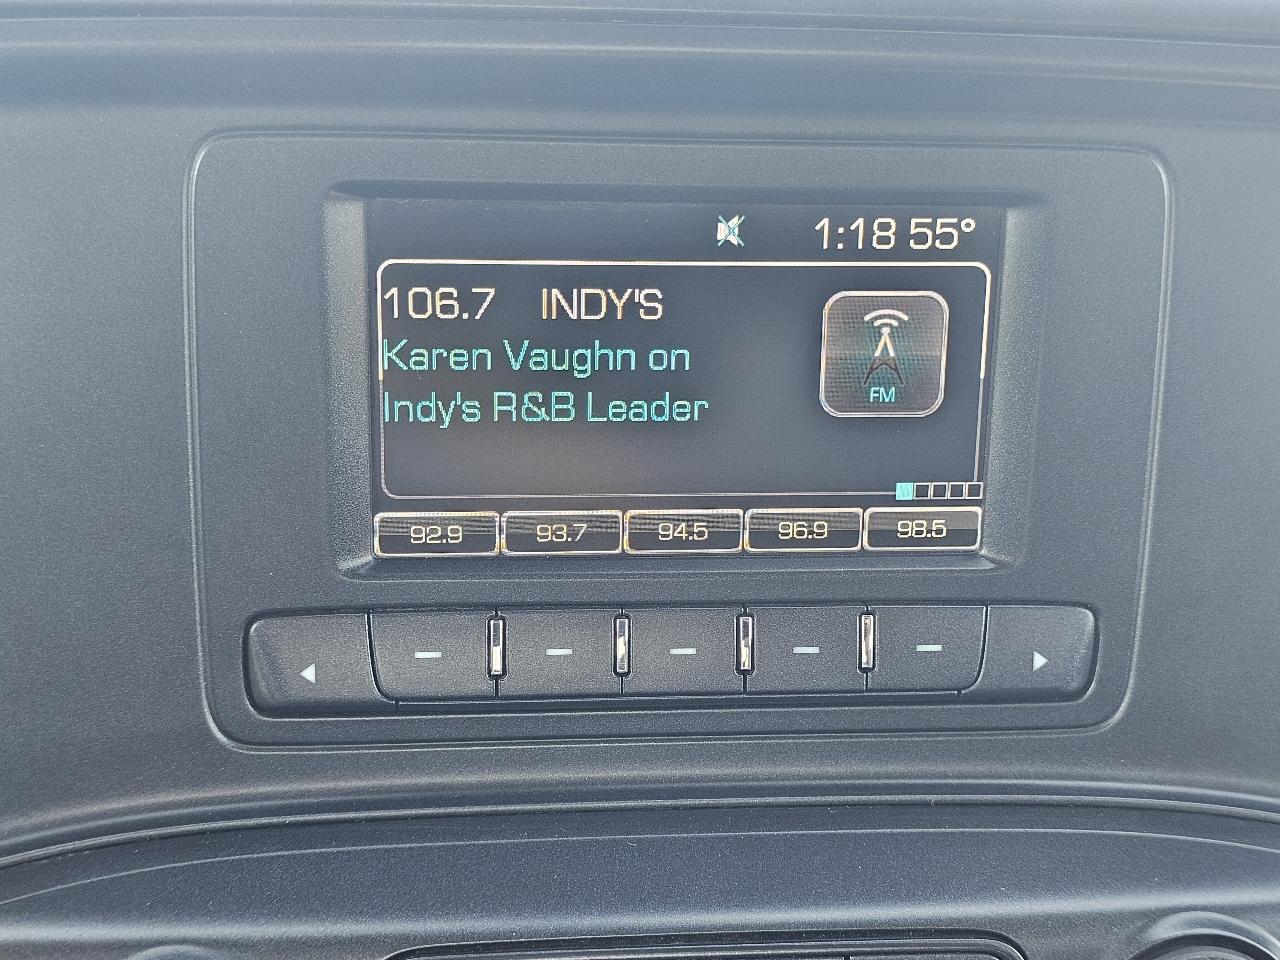 1:18 55°
106.7 INDY'S
Karen Vaughn on
Indy's R&B Leader
FM
92.9 93.7 94.5 96.9 98.5